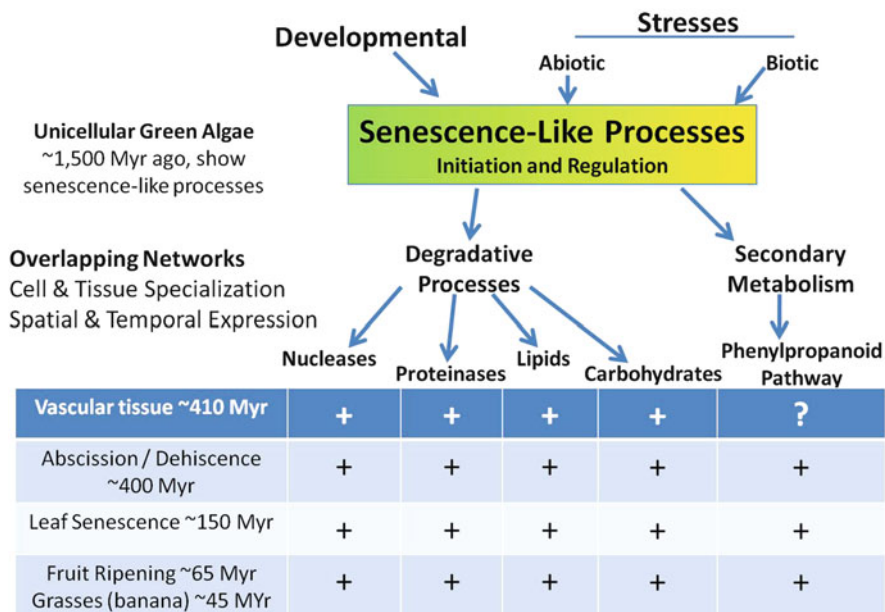 Developmental
Stresses
Abiotic
Biotic
Unicellular Green Algae
~1,500 Myr ago, show
senescence-like processes
Senescence-Like Processes
Initiation and Regulation
Overlapping Networks
Cell & Tissue Specialization
Spatial & Temporal Expression
Degradative
Processes
Secondary
Metabolism
Nucleases
Proteinases
Lipids
Carbohydrates
Phenylpropanoid
Pathway
Vascular tissue ~410 Myr + + + + ?
Abscission / Dehiscence
~400 Myr + + + + +
Leaf Senescence ~150 Myr + + + + +
Fruit Ripening ~65 Myr
Grasses (banana) ~45 MYr + + + + +